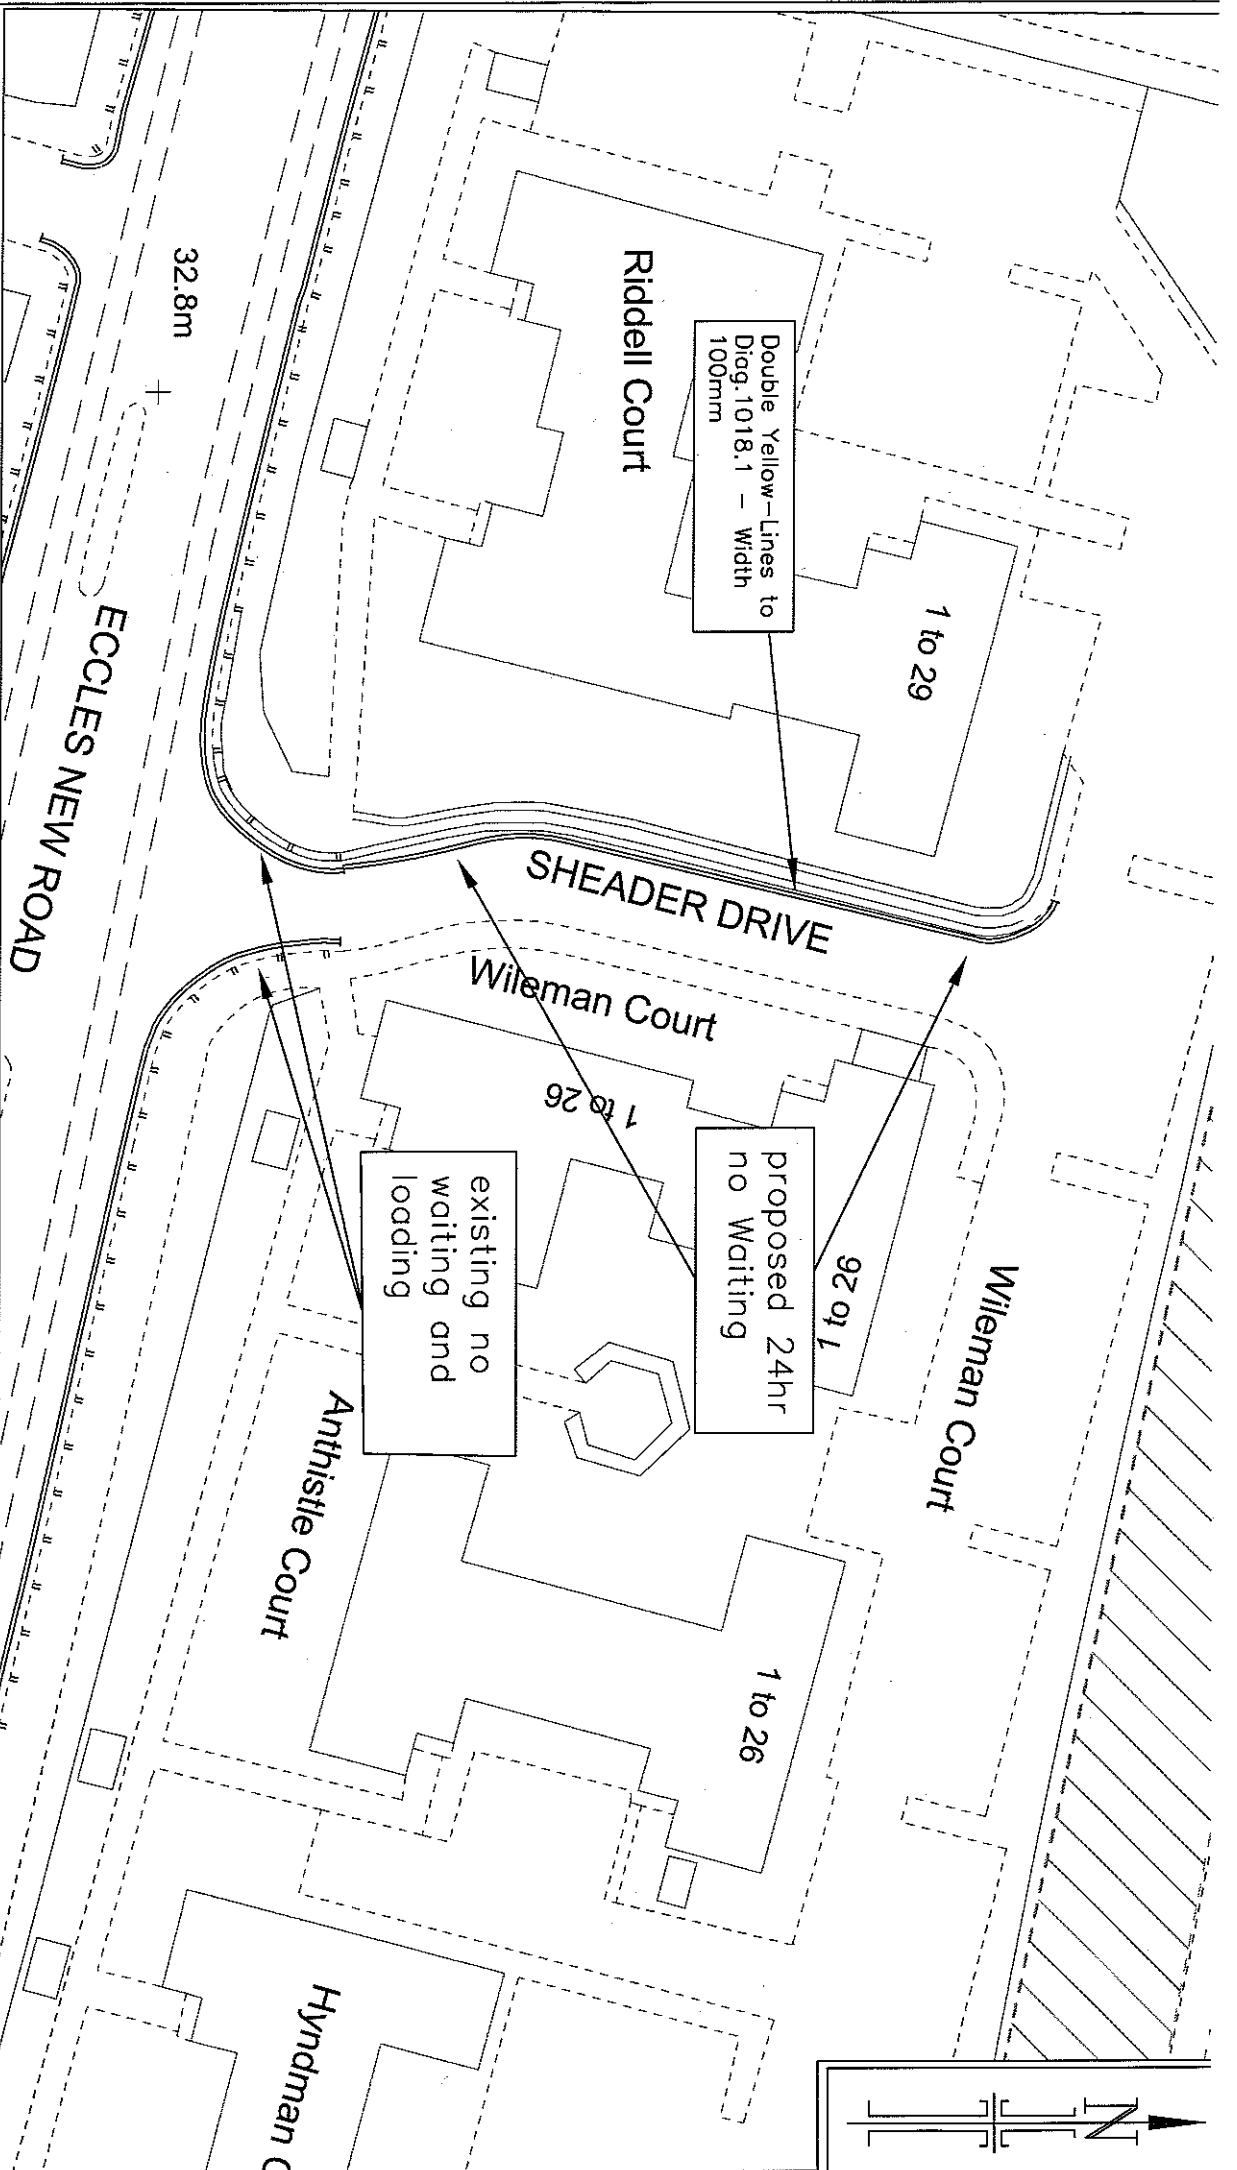 Riddell Court
Double Yellow-Lines to
Diag.1018.1 - Width
100mm
1 to 29
32.8m
ECCLES NEW ROAD
SHEADER DRIVE
Wileman Court
1 to 26
proposed 24hr
no Waiting
1 to 26
Wileman Court
existing no
waiting and
loading
Anthistle Court
1 to 26
Hyndman C
N